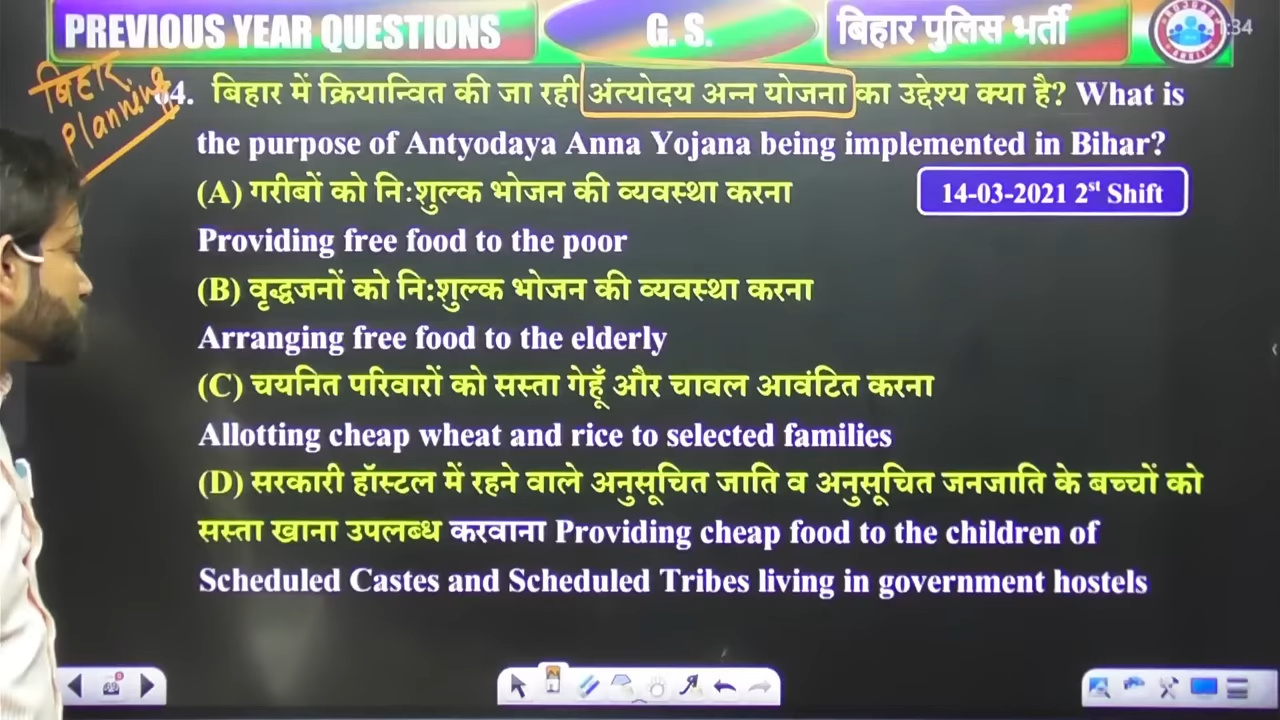 PREVIOUS YEAR QUESTIONS
G. S.
बिहार पुलिस भर्ती
1:34
बिहार
Planning
64. बिहार में क्रियान्वित की जा रही अंत्योदय अन्न योजना का उद्देश्य क्या है? What is
the purpose of Antyodaya Anna Yojana being implemented in Bihar?
(A) गरीबों को नि:शुल्क भोजन की व्यवस्था करना
14-03-2021 2st Shift
Providing free food to the poor
(B) वृद्धजनों को नि:शुल्क भोजन की व्यवस्था करना
Arranging free food to the elderly
(C) चयनित परिवारों को सस्ता गेहूँ और चावल आवंटित करना
Allotting cheap wheat and rice to selected families
(D) सरकारी हॉस्टल में रहने वाले अनुसूचित जाति व अनुसूचित जनजाति के बच्चों को
सस्ता खाना उपलब्ध करवाना Providing cheap food to the children of
Scheduled Castes and Scheduled Tribes living in government hostels